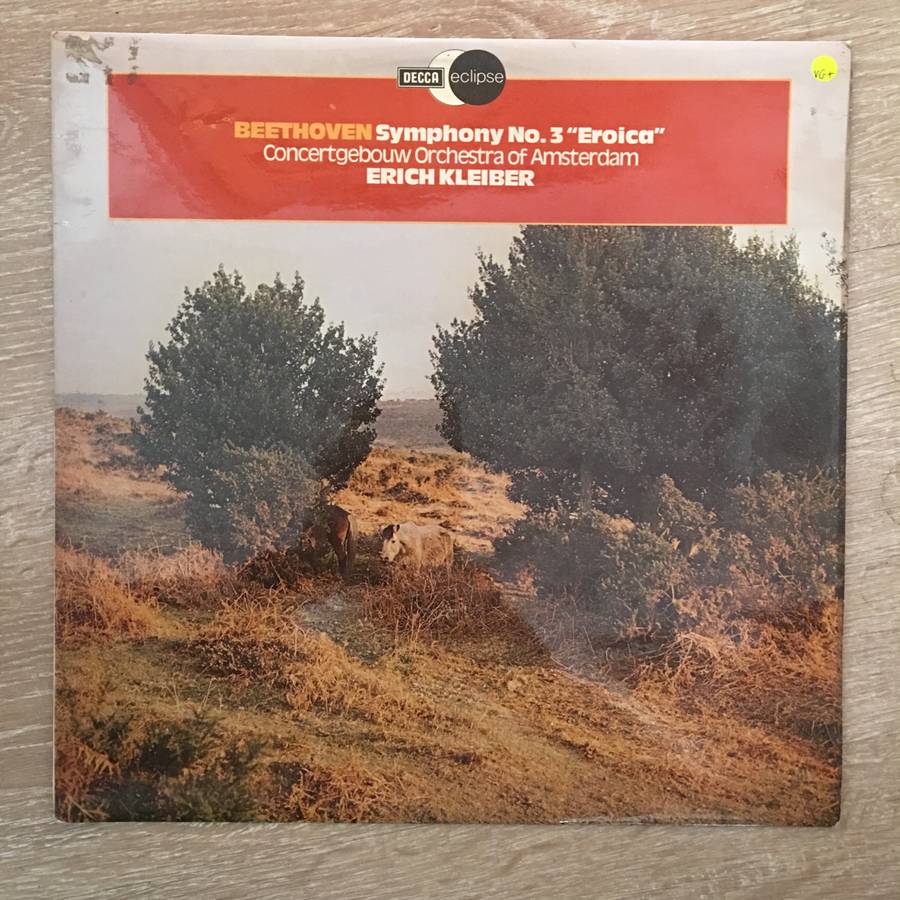 DECCA eclipse
VG+
BEETHOVEN Symphony No. 3 "Eroica"
Concertgebouw Orchestra of Amsterdam
ERICH KLEIBER